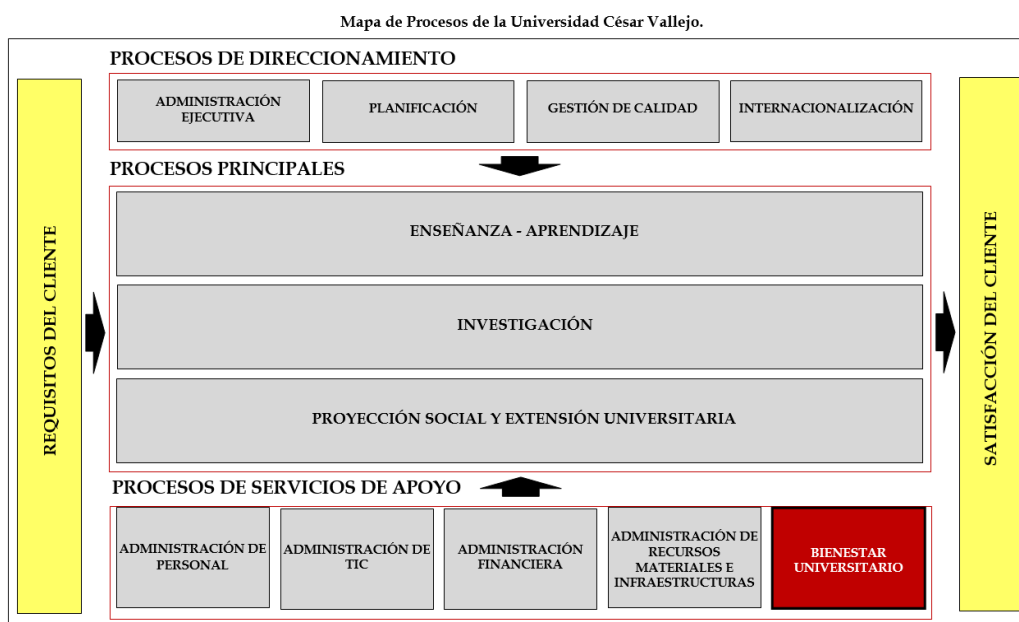 Mapa de Procesos de la Universidad César Vallejo.
PROCESOS DE DIRECCIONAMIENTO
ADMINISTRACIÓN
EJECUTIVA
PLANIFICACIÓN
GESTIÓN DE CALIDAD
INTERNACIONALIZACIÓN
REQUISITOS DEL CLIENTE
PROCESOS PRINCIPALES
ENSEÑANZA - APRENDIZAJE
INVESTIGACIÓN
PROYECCIÓN SOCIAL Y EXTENSIÓN UNIVERSITARIA
SATISFACCIÓN DEL CLIENTE
PROCESOS DE SERVICIOS DE APOYO
ADMINISTRACIÓN DE
PERSONAL
ADMINISTRACIÓN DE
TIC
ADMINISTRACIÓN
FINANCIERA
ADMINISTRACIÓN DE
RECURSOS
MATERIALES E
INFRAESTRUCTURAS
BIENESTAR
UNIVERSITARIO